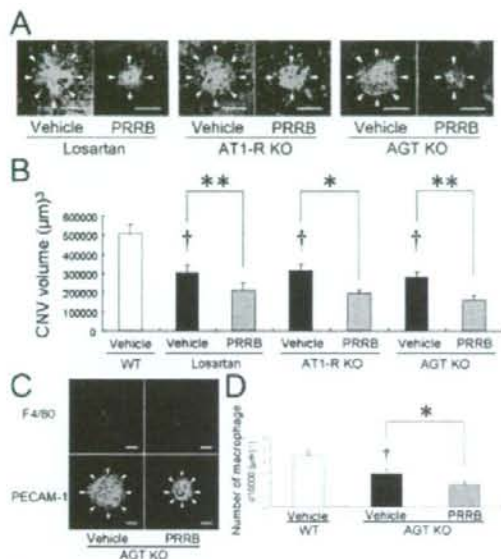 A
Vehicle PRRB Vehicle PRRB Vehicle PRRB
Losartan AT1-R KO AGT KO
B
** * **
† † †
CNV volume (μm)³
600000
500000
400000
300000
200000
100000
0
Vehicle Vehicle PRRB Vehicle PRRB Vehicle PRRB
WT Losartan AT1-R KO AGT KO
C
F4/80
PECAM-1
Vehicle PRRB
AGT KO
D
*
†
Number of macrophage
Vehicle Vehicle PRRB
WT AGT KO